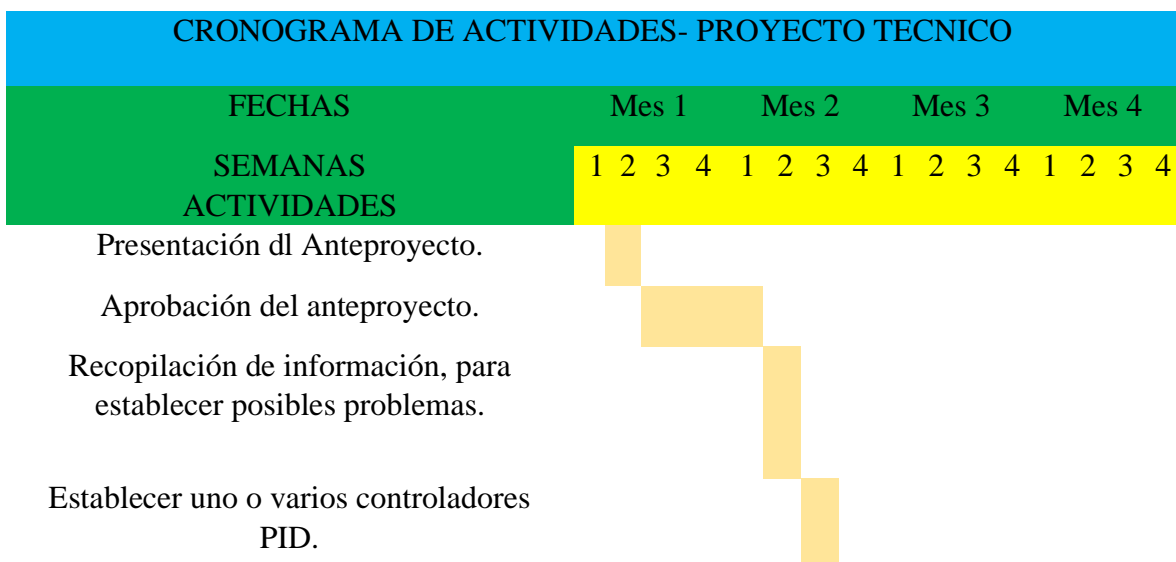 CRONOGRAMA DE ACTIVIDADES- PROYECTO TECNICO
FECHAS Mes 1 Mes 2 Mes 3 Mes 4
SEMANAS 1 2 3 4 1 2 3 4 1 2 3 4 1 2 3 4
ACTIVIDADES
Presentación dl Anteproyecto.
Aprobación del anteproyecto.
Recopilación de información, para
establecer posibles problemas.
Establecer uno o varios controladores
PID.